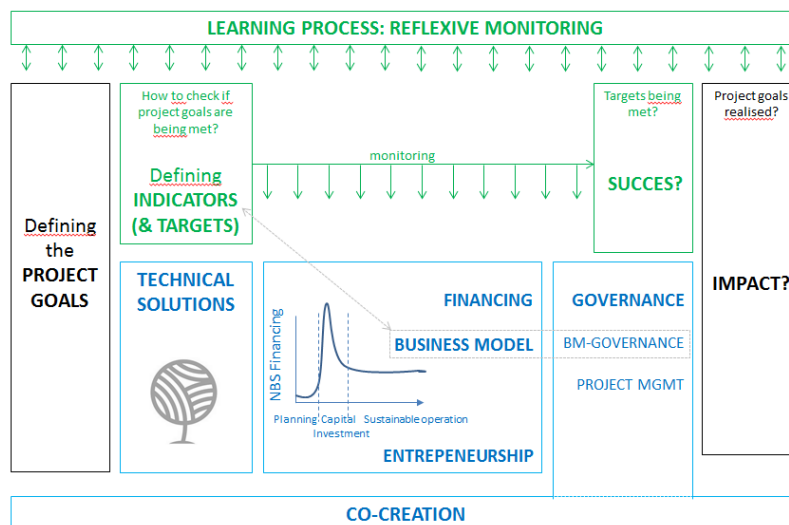 LEARNING PROCESS: REFLEXIVE MONITORING
How to check if
project goals are
being met?
Defining
INDICATORS
(& TARGETS)
monitoring
Targets being
met?
SUCCES?
Project goals
realised?
IMPACT?
Defining
the
PROJECT
GOALS
TECHNICAL
SOLUTIONS
FINANCING
BUSINESS MODEL
NBS Financing
Planning Capital Sustainable operation
Investment
ENTREPENEURSHIP
GOVERNANCE
BM-GOVERNANCE
PROJECT MGMT
CO-CREATION